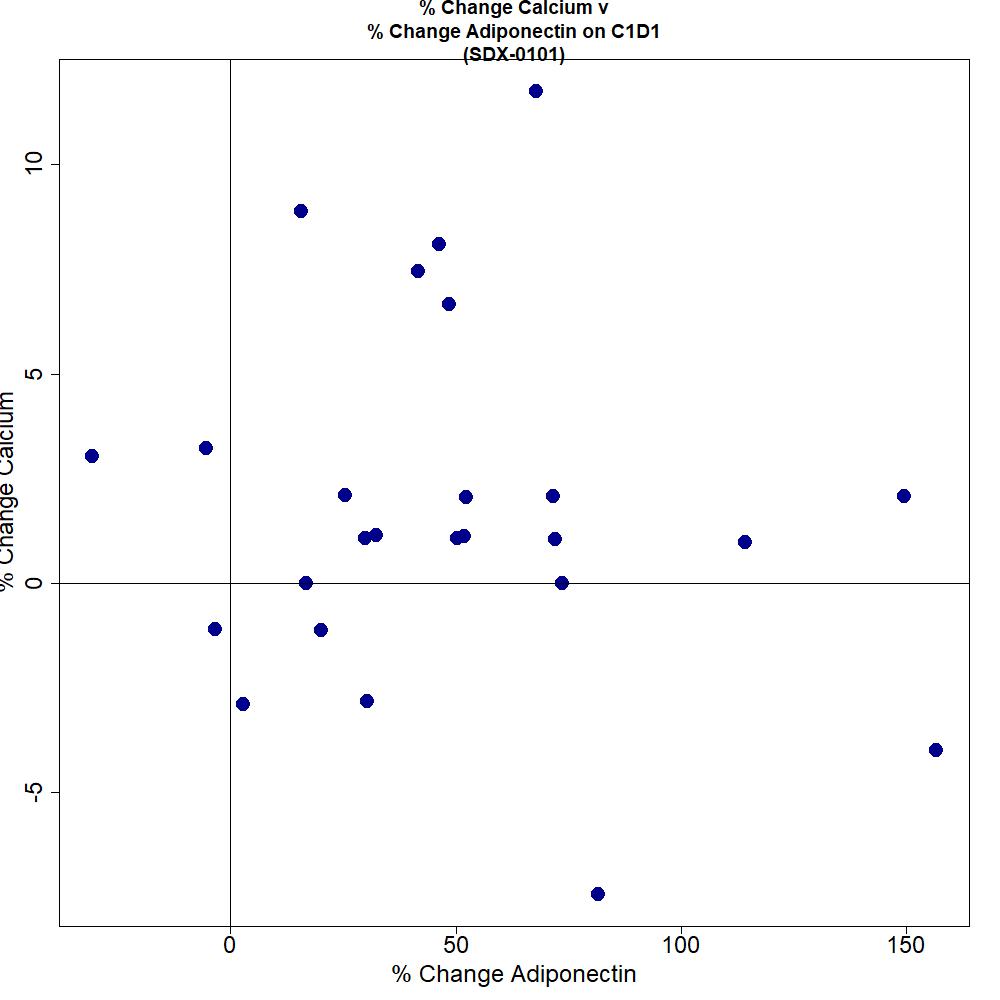 % Change Calcium v
% Change Adiponectin on C1D1
(SDX-0101)
% Change Calcium
10
5
0
-5
0
50
100
150
% Change Adiponectin